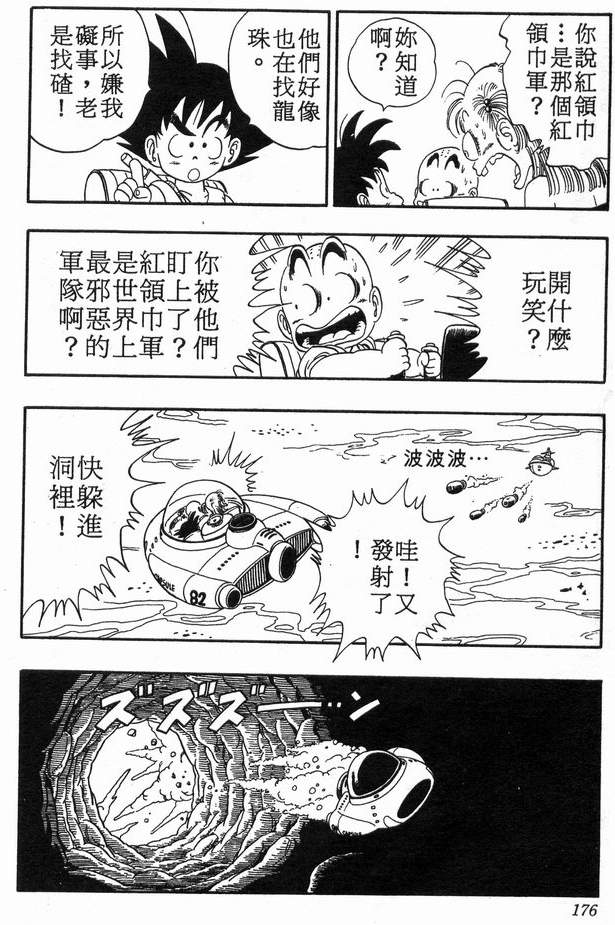 你說紅領巾
…是那個紅
領巾軍？
妳知道
啊？
他們好像
也在找龍
珠。
所以嫌我
礙事，老
是找碴！
開什麼
玩笑？
你被他們
盯上了？
紅領巾軍
是世界上
最邪惡的
軍隊啊？
波波波…
哇！又
發射了
！
快躲進
洞裡！
CAPSULE
82
ズズズーーン
176